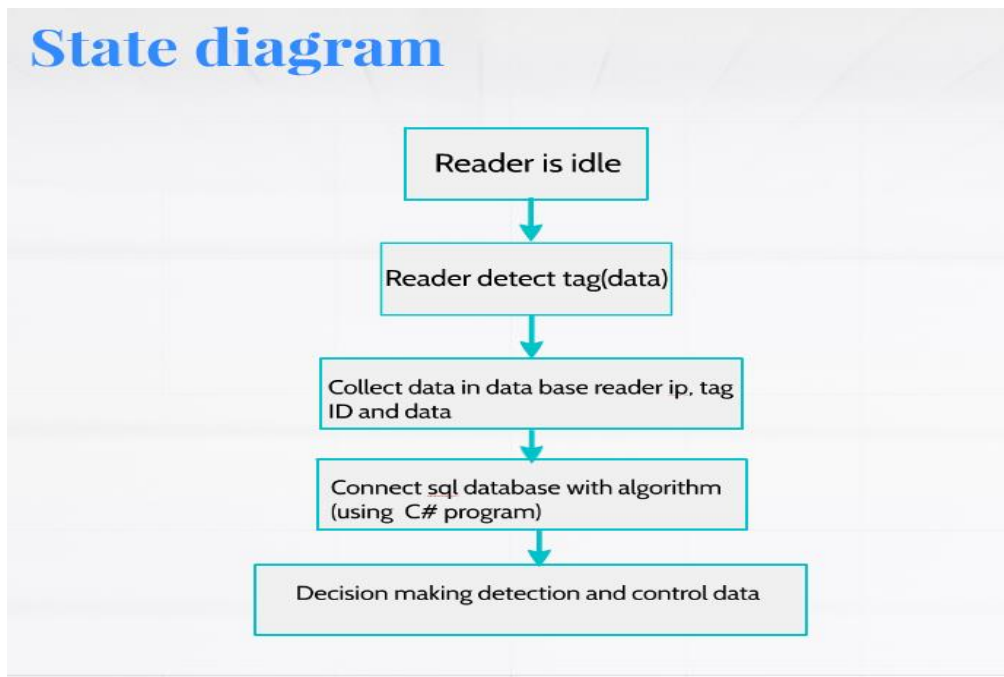 State diagram
Reader is idle
Reader detect tag(data)
Collect data in data base reader ip, tag
ID and data
Connect sql database with algorithm
(using C# program)
Decision making detection and control data